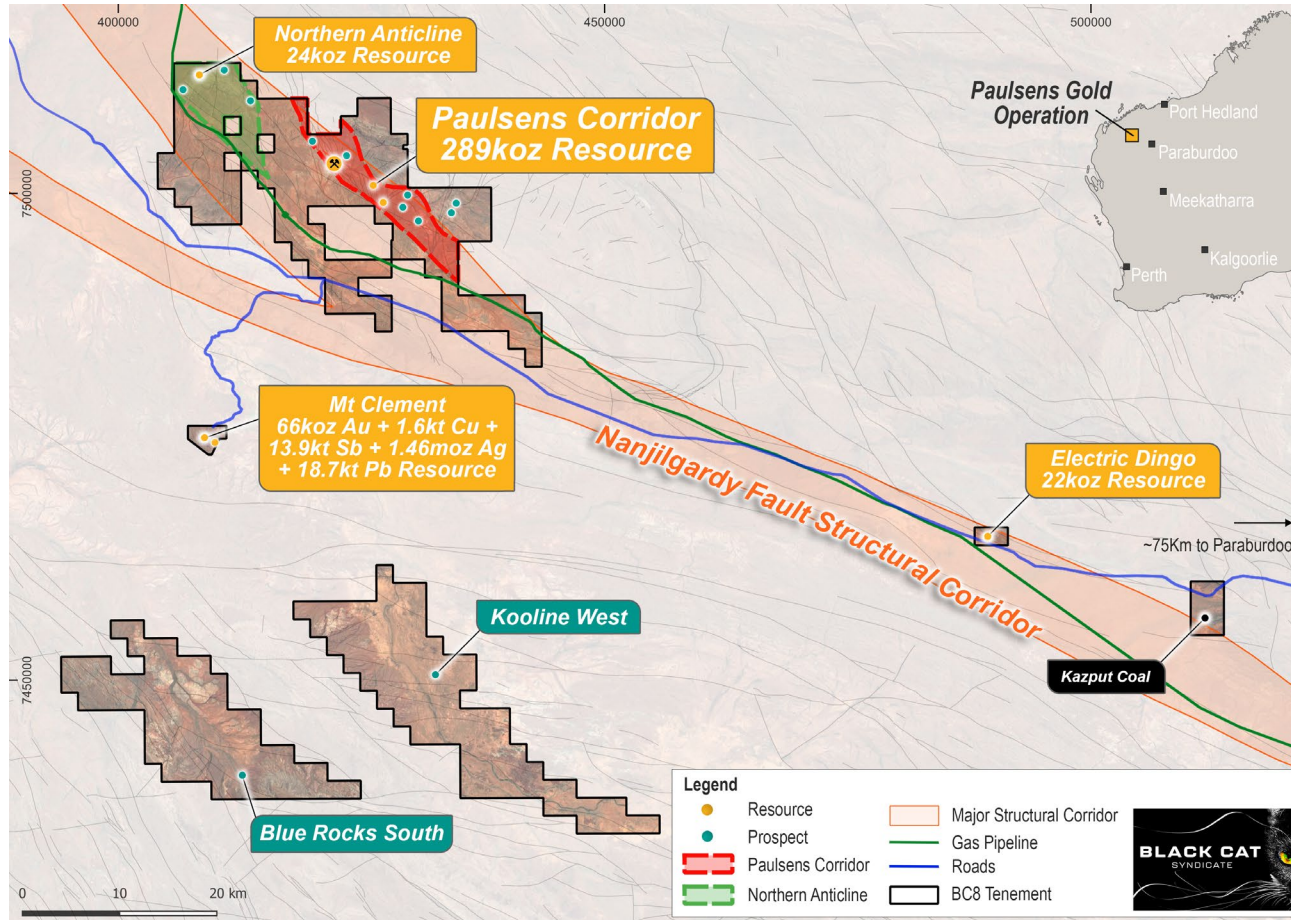 400000
450000
500000
Northern Anticline
24koz Resource
Paulsens Corridor
289koz Resource
Paulsens Gold
Operation
Port Hedland
Paraburdoo
Meekatharra
Kalgoorlie
Perth
7500000
Mt Clement
66koz Au + 1.6kt Cu +
13.9kt Sb + 1.46moz Ag
+ 18.7kt Pb Resource
Nanjilgardy Fault Structural Corridor
Electric Dingo
22koz Resource
~75Km to Paraburdoo
Kooline West
Kazput Coal
7450000
Blue Rocks South
Legend
Resource
Prospect
Paulsens Corridor
Northern Anticline
Major Structural Corridor
Gas Pipeline
Roads
BC8 Tenement
BLACK CAT
SYNDICATE
0 10 20 km